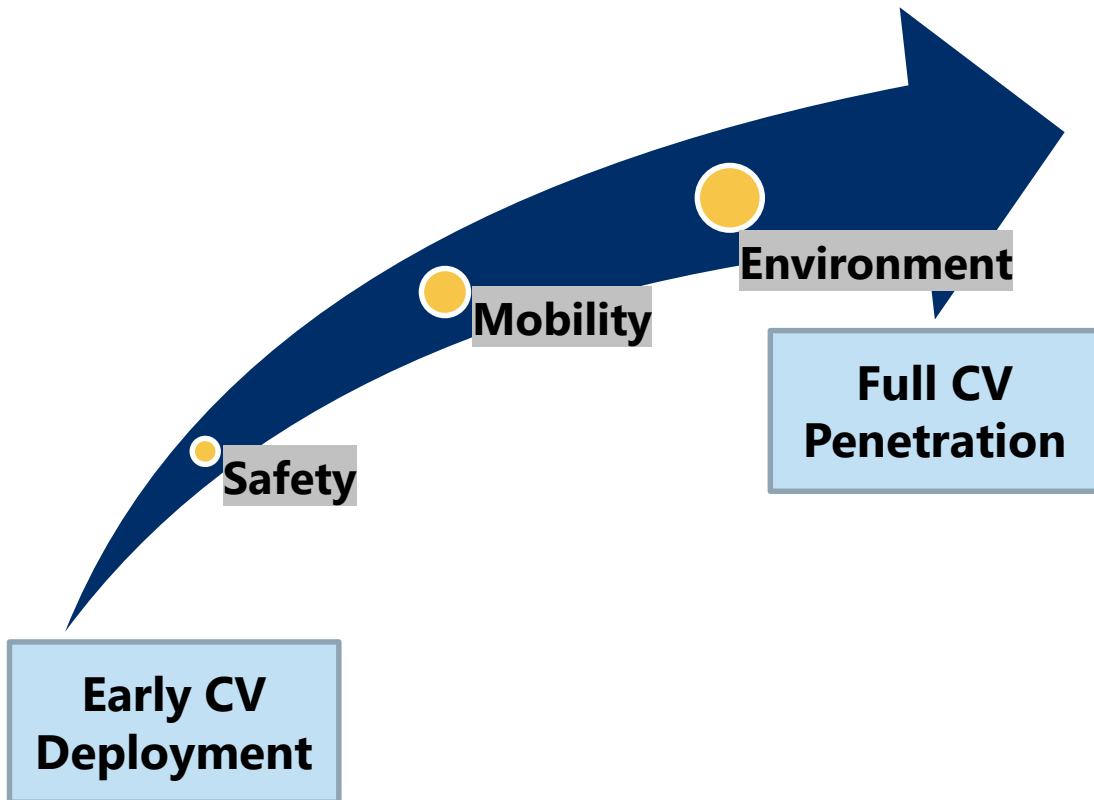 Environment
Mobility
Full CV
Penetration
Safety
Early CV
Deployment